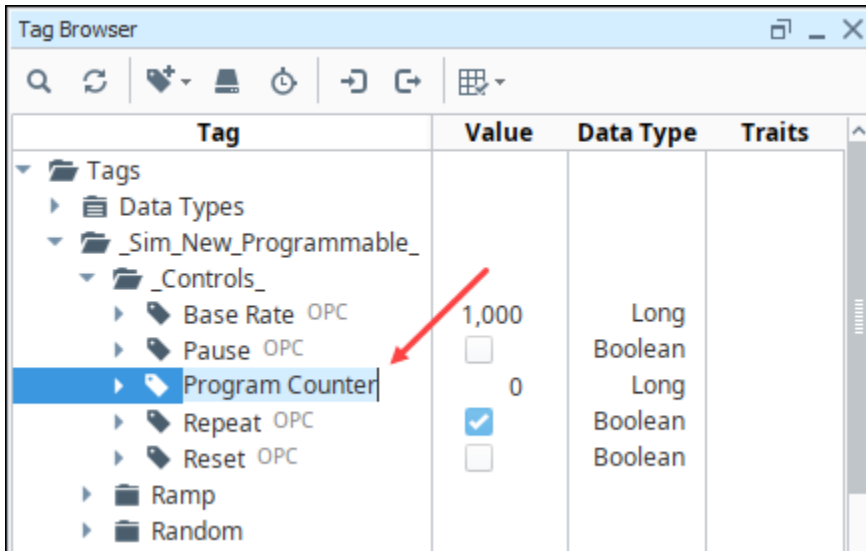 Tag Browser
Tag Value Data Type Traits
Tags
Data Types
_Sim_New_Programmable_
_Controls_
Base Rate OPC 1,000 Long
Pause OPC Boolean
Program Counter 0 Long
Repeat OPC Boolean
Reset OPC Boolean
Ramp
Random